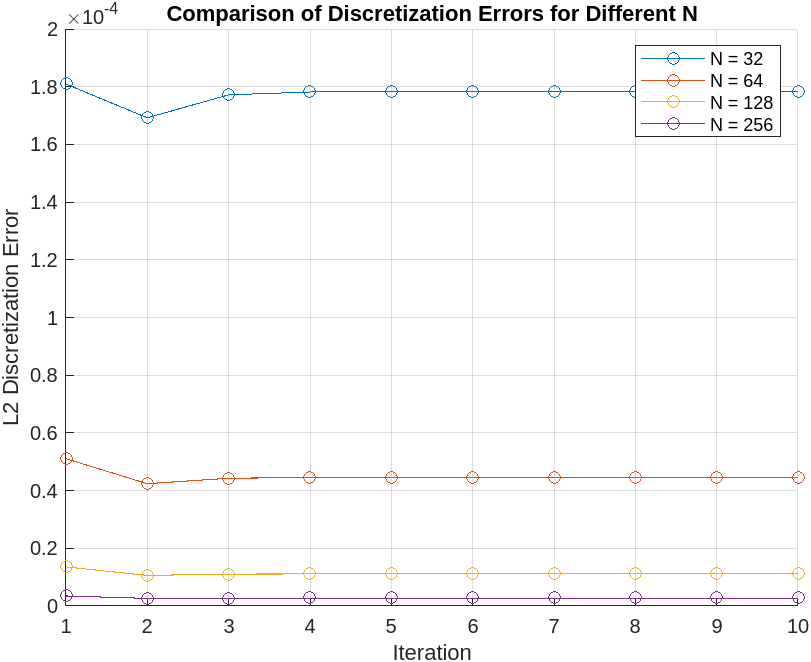 Comparison of Discretization Errors for Different N
×10-4
2
1.8
1.6
1.4
1.2
1
0.8
0.6
0.4
0.2
0
L2 Discretization Error
N = 32
N = 64
N = 128
N = 256
1 2 3 4 5 6 7 8 9 10
Iteration